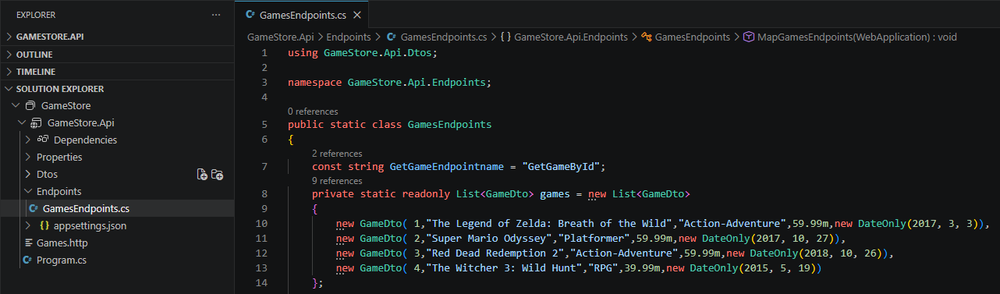 EXPLORER
GAMESTORE.API
OUTLINE
TIMELINE
SOLUTION EXPLORER
GameStore
GameStore.Api
Dependencies
Properties
Dtos
Endpoints
C# GamesEndpoints.cs
{} appsettings.json
Games.http
C# Program.cs
C# GamesEndpoints.cs
GameStore.Api > Endpoints > C# GamesEndpoints.cs > {} GameStore.Api.Endpoints > GamesEndpoints > MapGamesEndpoints(WebApplication) : void
1 using GameStore.Api.Dtos;
2
3 namespace GameStore.Api.Endpoints;
4
0 references
5 public static class GamesEndpoints
6 {
2 references
7 const string GetGameEndpointname = "GetGameById";
9 references
8 private static readonly List<GameDto> games = new List<GameDto>
9 {
10 new GameDto( 1,"The Legend of Zelda: Breath of the Wild","Action-Adventure",59.99m,new DateOnly(2017, 3, 3)),
11 new GameDto( 2,"Super Mario Odyssey","Platformer",59.99m,new DateOnly(2017, 10, 27)),
12 new GameDto( 3,"Red Dead Redemption 2","Action-Adventure",59.99m,new DateOnly(2018, 10, 26)),
13 new GameDto( 4,"The Witcher 3: Wild Hunt","RPG",39.99m,new DateOnly(2015, 5, 19))
14 };